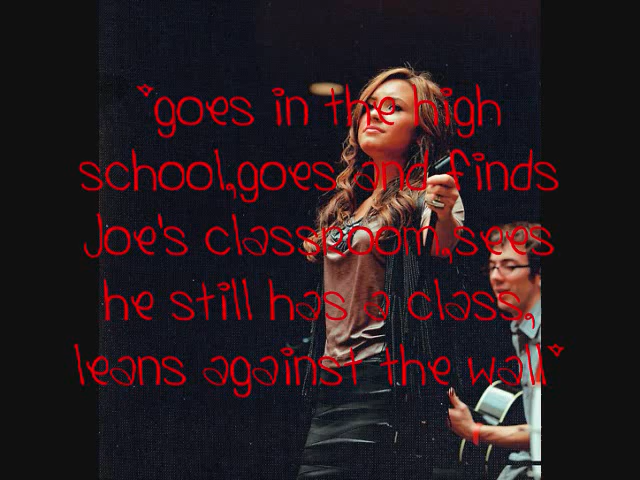 *goes in the high
school,goes and finds
Joe's classroom,sees
he still has a class,
leans against the wall*